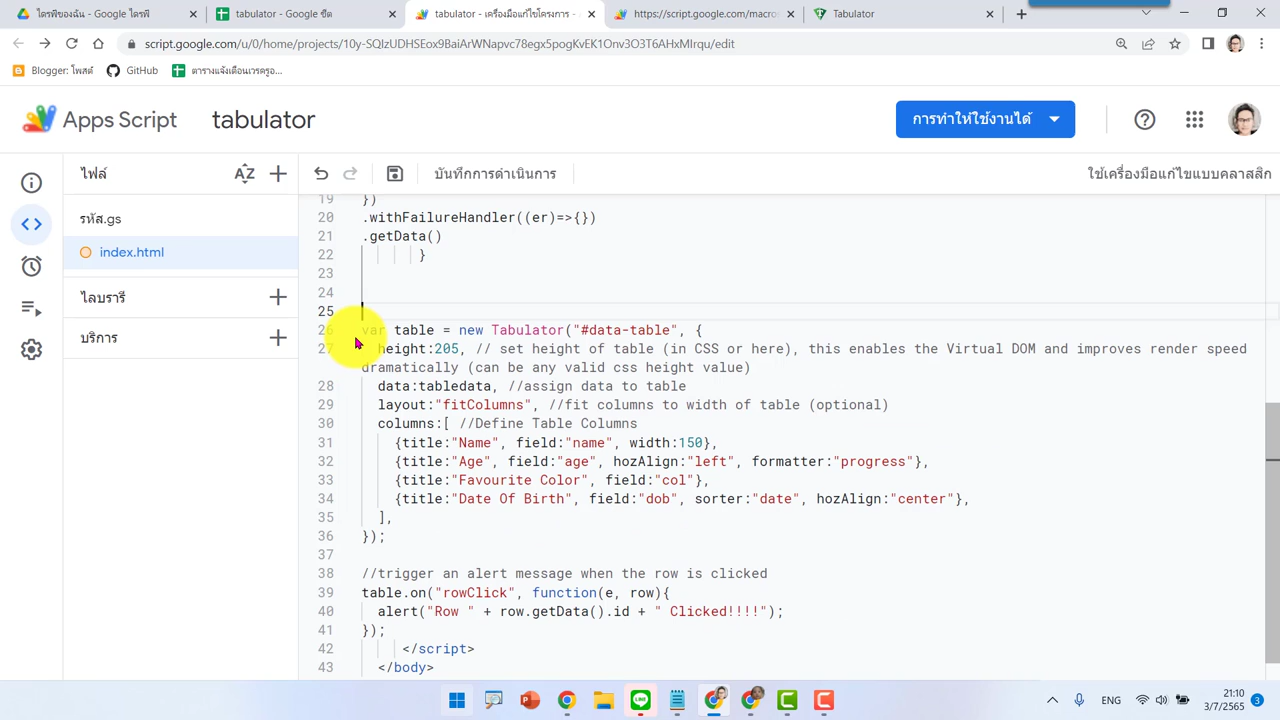 ไดรฟ์ของฉัน - Google ไดรฟ์
tabulator - Google ชีต
tabulator - เครื่องมือแก้ไขโครงการ -
https://script.google.com/macro
Tabulator
script.google.com/u/0/home/projects/10y-SQIzUDHSEox9BaiArWNapvc78egx5pogKvEK1Onv3O3T6AHxMIrqu/edit
Blogger: โพสต์
GitHub
ตารางแจ้งเตือนเวรครูอ...
Apps Script
tabulator
การทำให้ใช้งานได้
ไฟล์
AZ
บันทึกการดำเนินการ
ใช้เครื่องมือแก้ไขแบบคลาสสิก
รหัส.gs
index.html
ไลบรารี
บริการ
19 })
20 .withFailureHandler((er)=>{})
21 .getData()
22 }
23
24
25
26 var table = new Tabulator("#data-table", {
27 height:205, // set height of table (in CSS or here), this enables the Virtual DOM and improves render speed
dramatically (can be any valid css height value)
28 data:tabledata, //assign data to table
29 layout:"fitColumns", //fit columns to width of table (optional)
30 columns:[ //Define Table Columns
31 {title:"Name", field:"name", width:150},
32 {title:"Age", field:"age", hozAlign:"left", formatter:"progress"},
33 {title:"Favourite Color", field:"col"},
34 {title:"Date Of Birth", field:"dob", sorter:"date", hozAlign:"center"},
35 ],
36 });
37
38 //trigger an alert message when the row is clicked
39 table.on("rowClick", function(e, row){
40 alert("Row " + row.getData().id + " Clicked!!!!");
41 });
42 </script>
43 </body>
ENG
21:10
3/7/2565
3